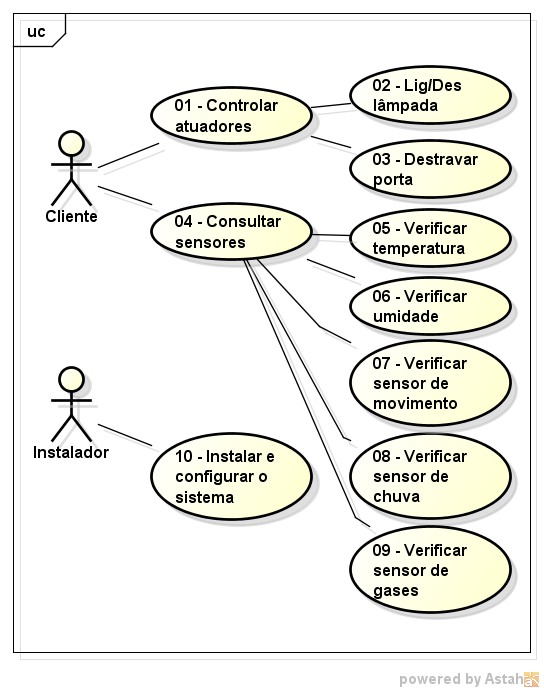 uc
01 - Controlar
atuadores
02 - Lig/Des
lâmpada
03 - Destravar
porta
Cliente
04 - Consultar
sensores
05 - Verificar
temperatura
06 - Verificar
umidade
07 - Verificar
sensor de
movimento
Instalador
10 - Instalar e
configurar o
sistema
08 - Verificar
sensor de
chuva
09 - Verificar
sensor de
gases
powered by Astah